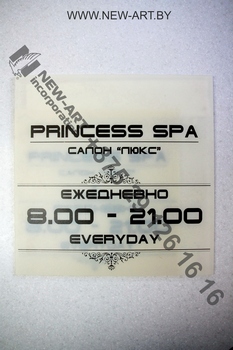 WWW.NEW-ART.BY
PRINCESS SPA
САЛОН "ЛЮКС"
ЕЖЕДНЕВНО
8.00 - 21.00
EVERYDAY
NEW-ART
incorporated